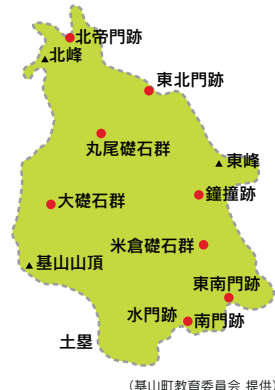 北帝門跡
北峰
東北門跡
丸尾礎石群
東峰
鐘撞跡
大礎石群
米倉礎石群
基山山頂
東南門跡
水門跡
南門跡
土塁
（基山町教育委員会 提供）